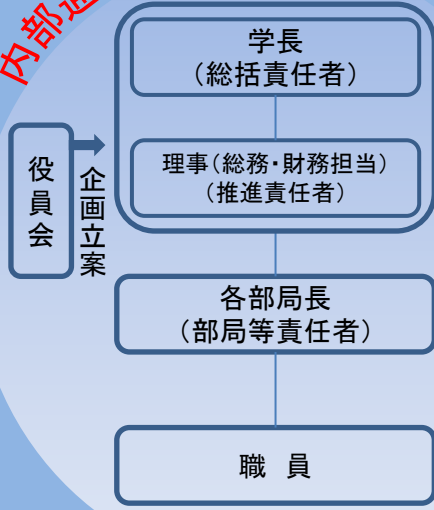 内部通
学長
（総括責任者）
役員会
企画立案
理事（総務・財務担当）
（推進責任者）
各部局長
（部局等責任者）
職 員